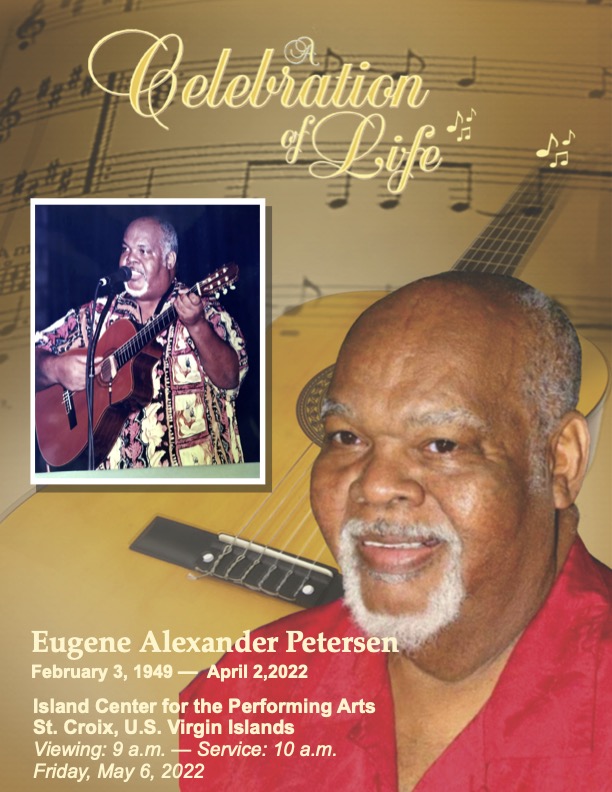 A
Celebration
of Life
Eugene Alexander Petersen
February 3, 1949 — April 2,2022
Island Center for the Performing Arts
St. Croix, U.S. Virgin Islands
Viewing: 9 a.m. — Service: 10 a.m.
Friday, May 6, 2022